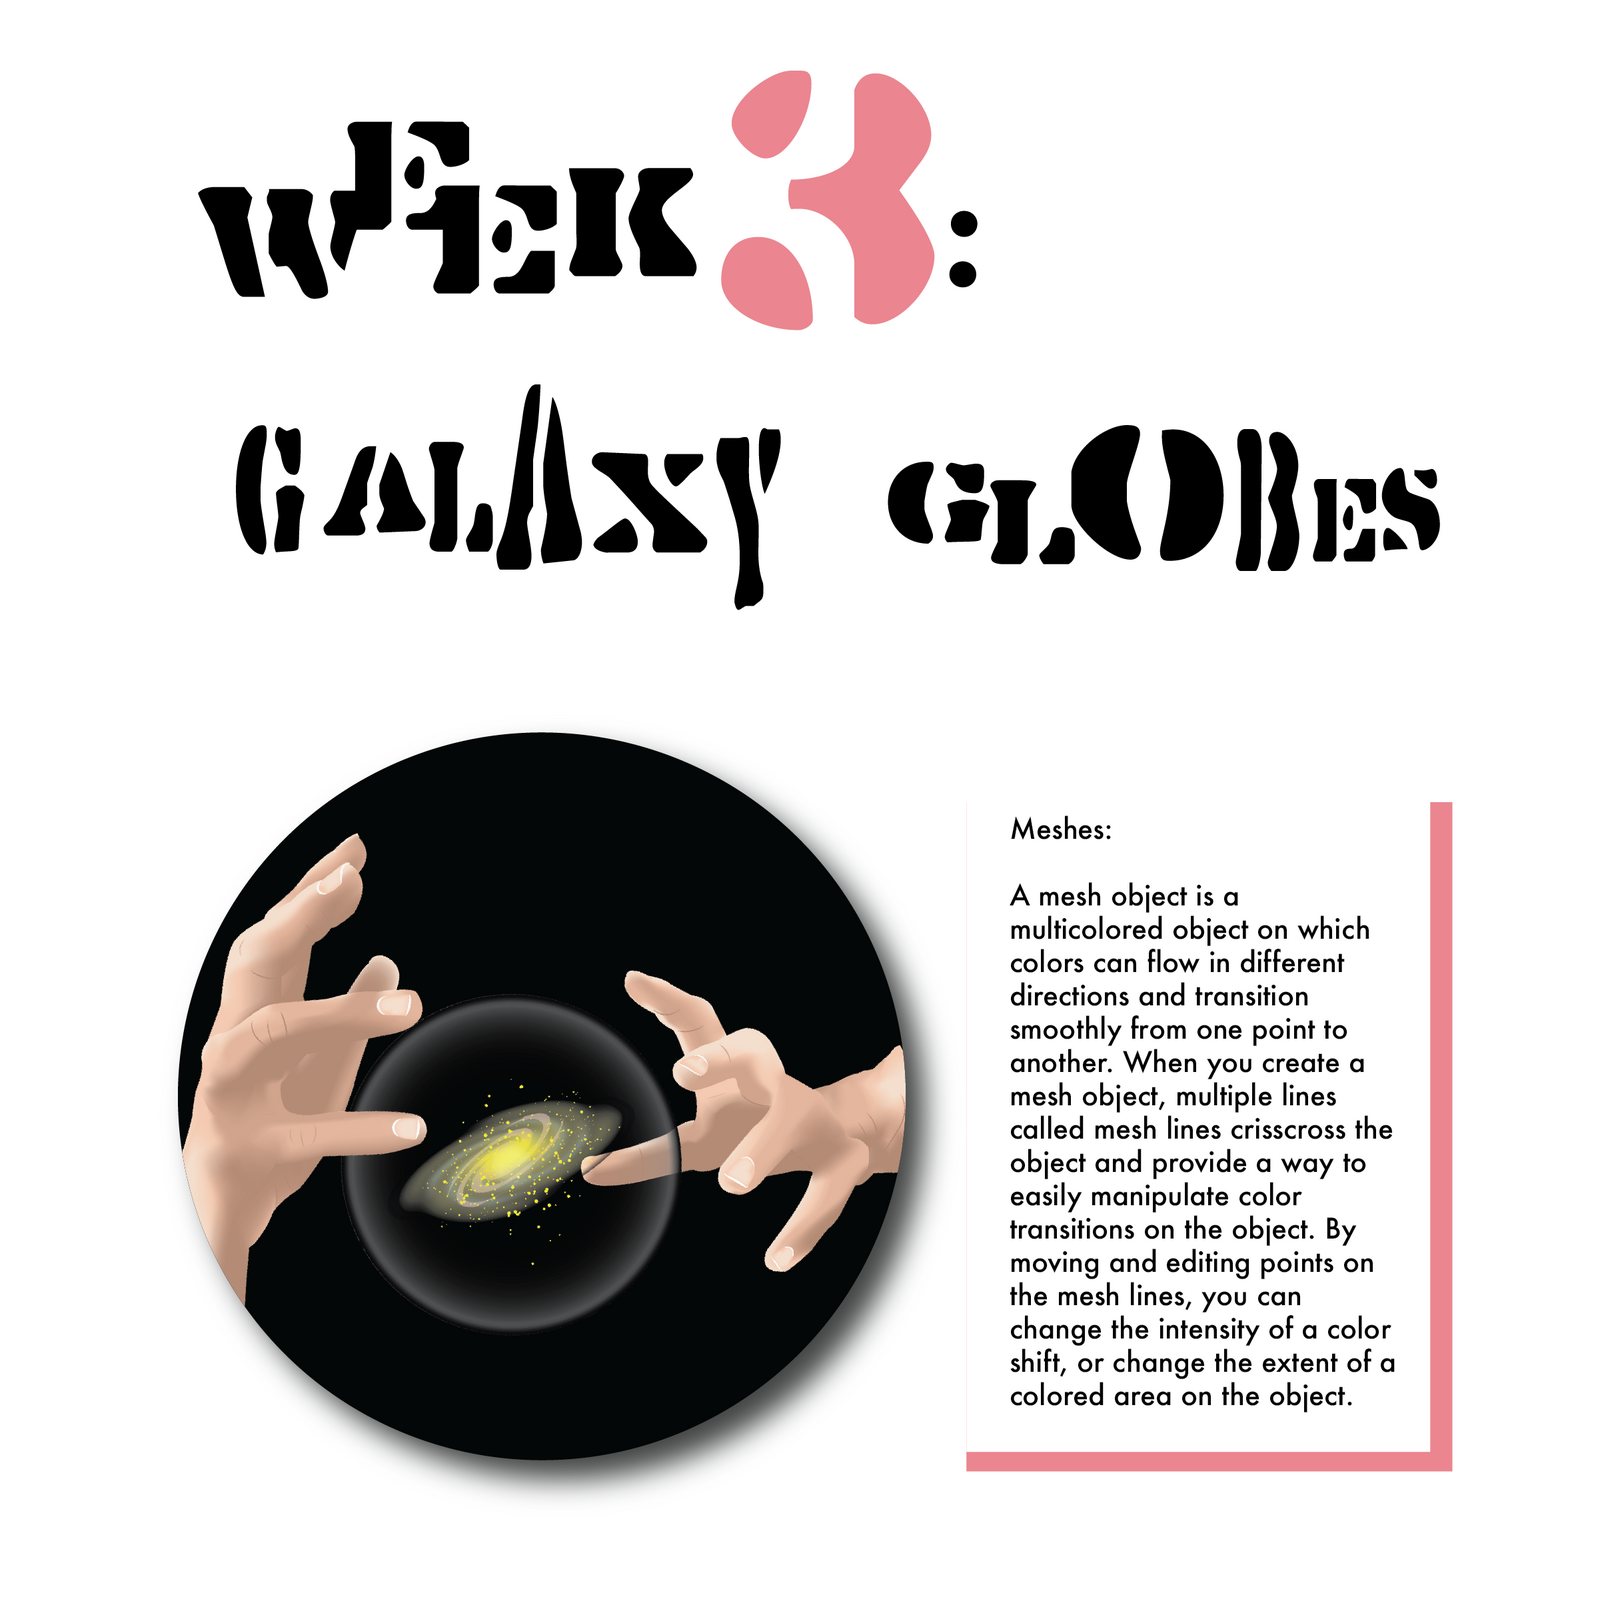 WEEK 3:
GALAXY GLOBES
Meshes:
A mesh object is a
multicolored object on which
colors can flow in different
directions and transition
smoothly from one point to
another. When you create a
mesh object, multiple lines
called mesh lines crisscross the
object and provide a way to
easily manipulate color
transitions on the object. By
moving and editing points on
the mesh lines, you can
change the intensity of a color
shift, or change the extent of a
colored area on the object.